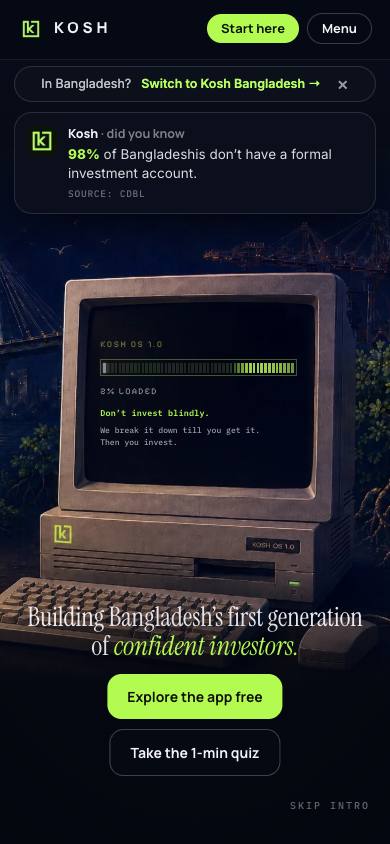 KOSH
Start here
Menu
In Bangladesh? Switch to Kosh Bangladesh → ✕
Kosh · did you know
98% of Bangladeshis don’t have a formal
investment account.
SOURCE: CDBL
KOSH OS 1.0
2% LOADED
Don’t invest blindly.
We break it down till you get it.
Then you invest.
KOSH OS 1.0
Building Bangladesh’s first generation
of confident investors.
Explore the app free
Take the 1-min quiz
SKIP INTRO